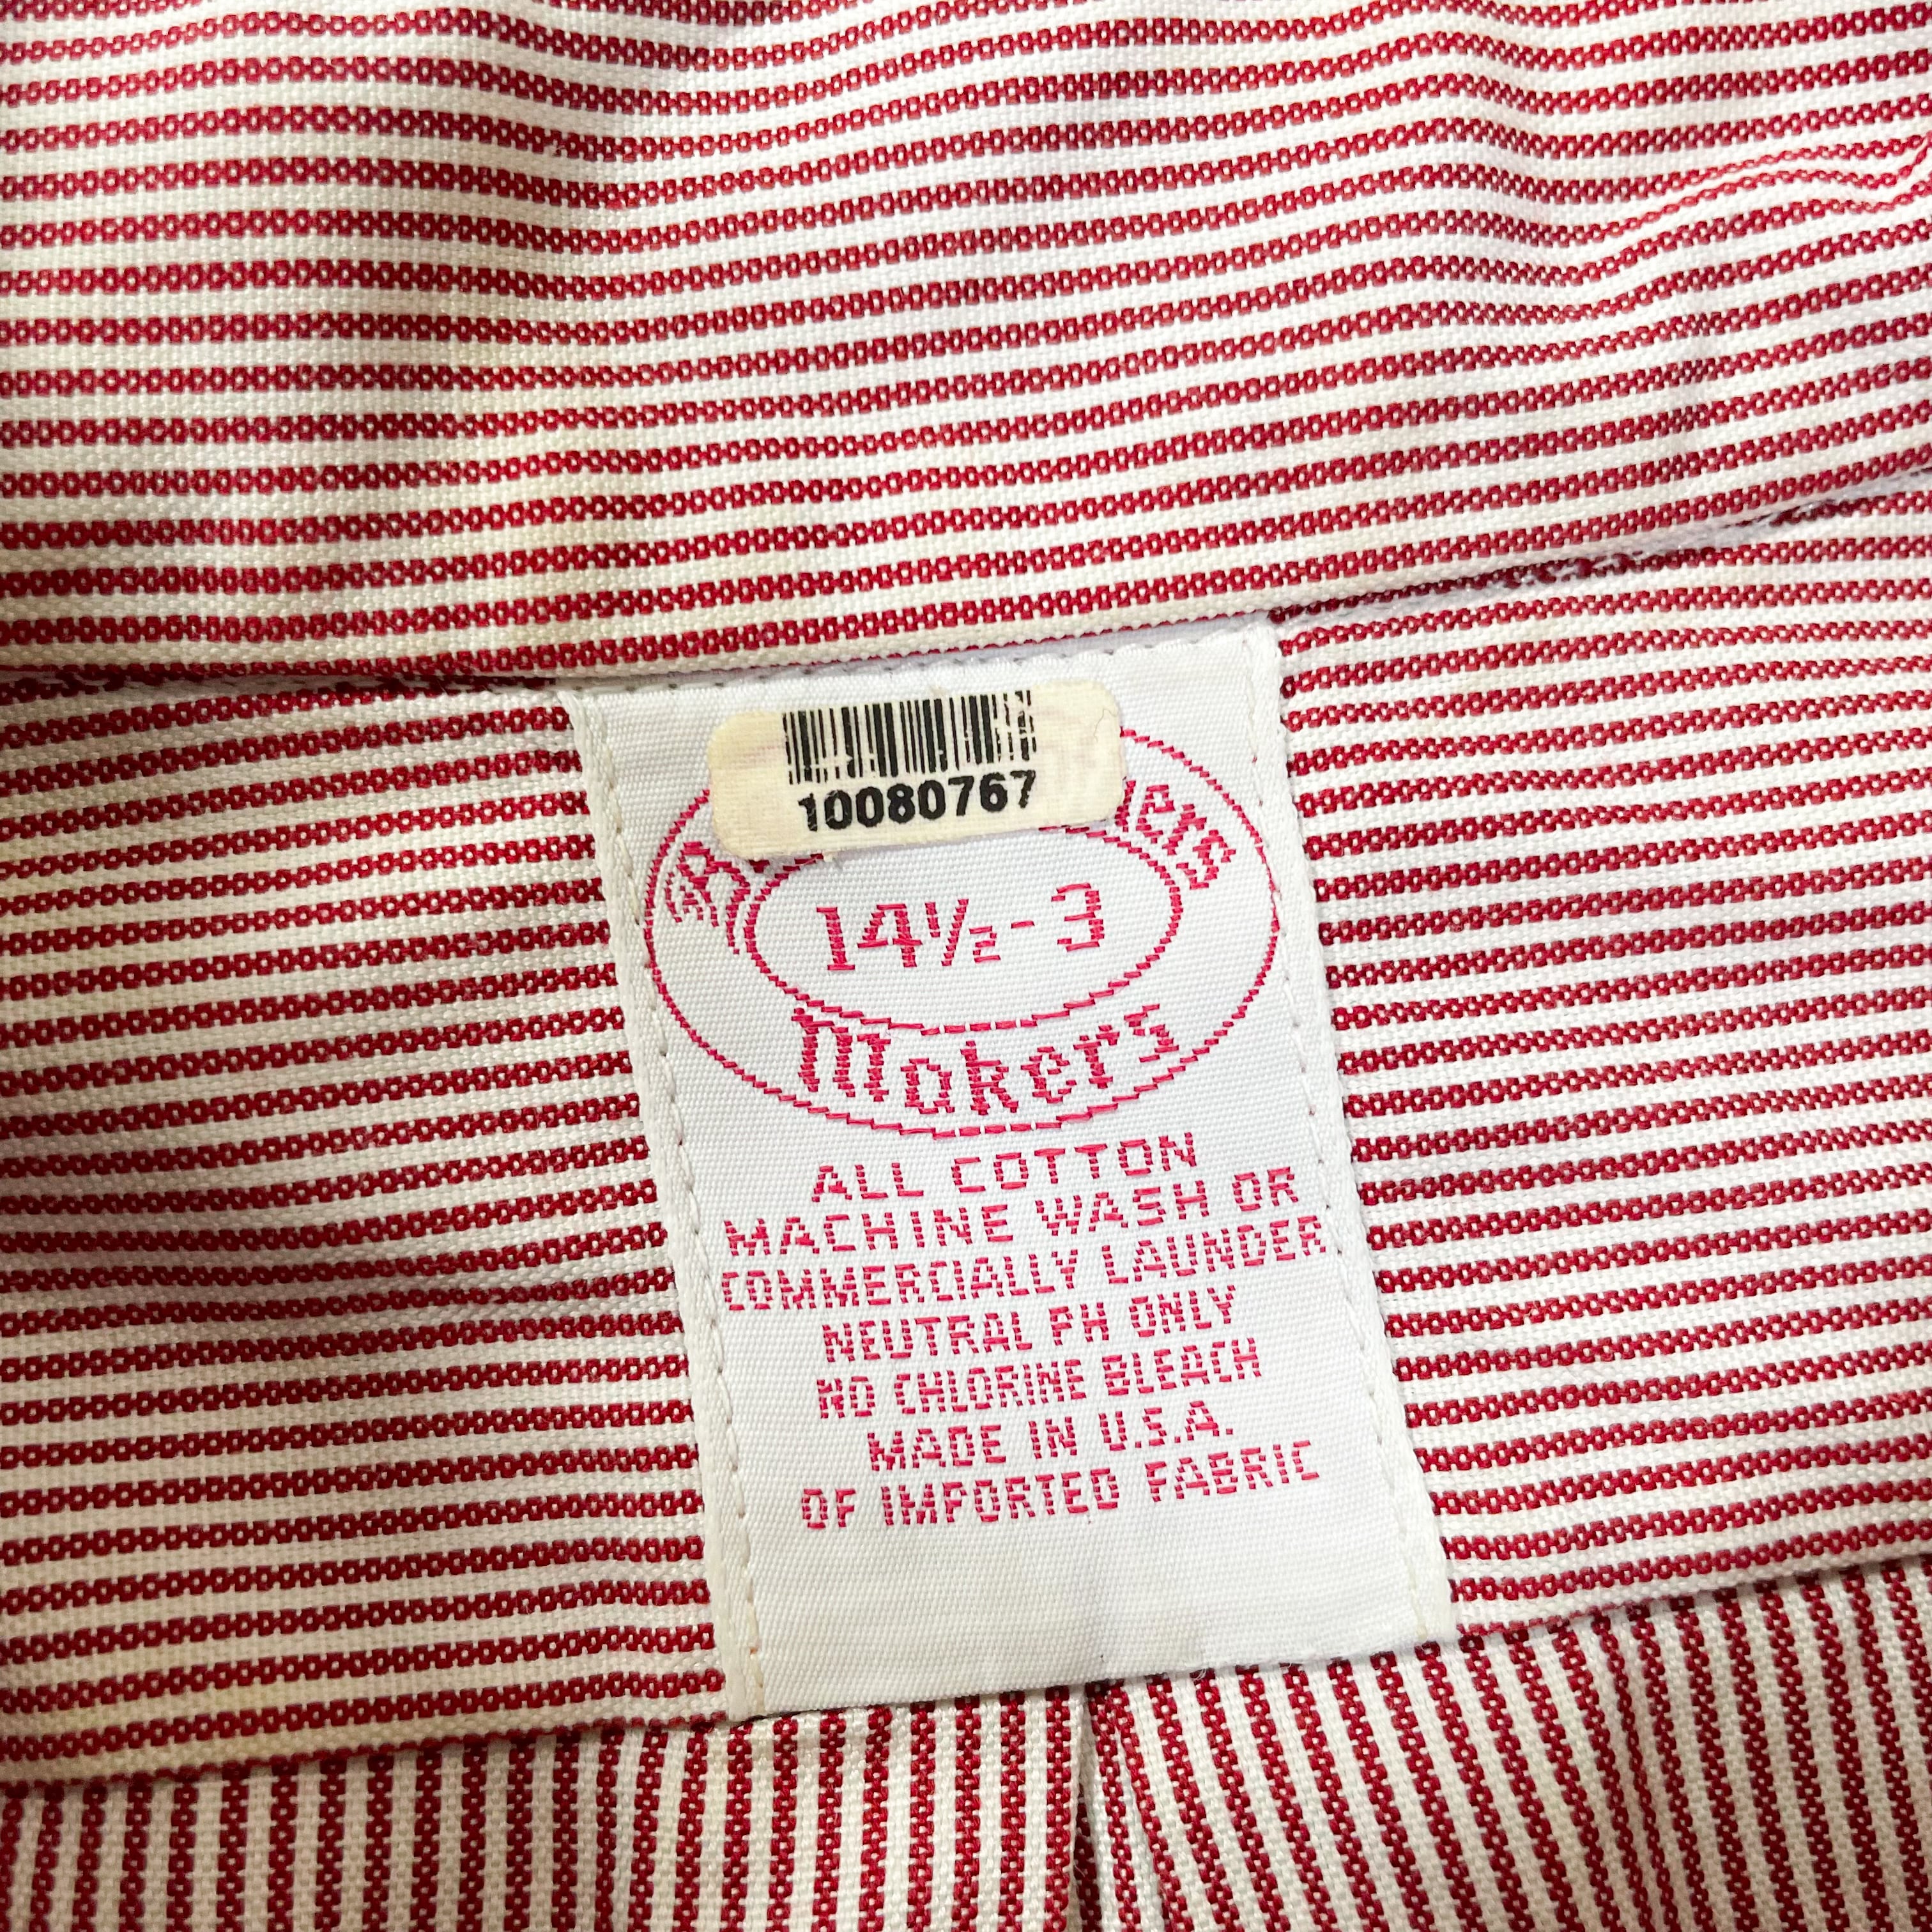 10080767
14½-3
Makers
ALL COTTON
MACHINE WASH OR
COMMERCIALLY LAUNDER
NEUTRAL PH ONLY
NO CHLORINE BLEACH
MADE IN U.S.A.
OF IMPORTED FABRIC